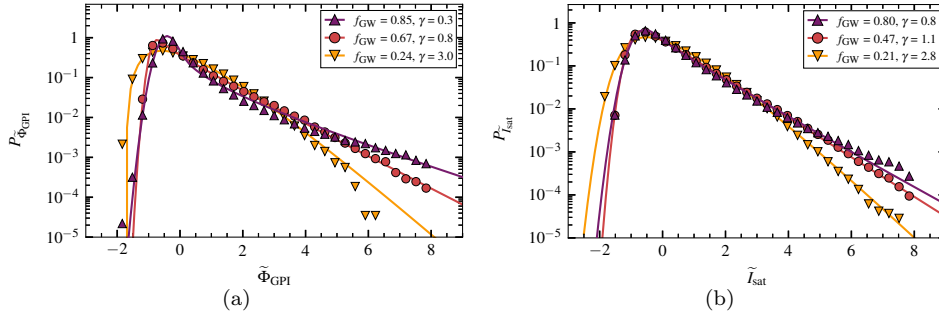 f_GW = 0.85, γ = 0.3
f_GW = 0.67, γ = 0.8
f_GW = 0.24, γ = 3.0
P_Φ̃GPI
1
10⁻¹
10⁻²
10⁻³
10⁻⁴
10⁻⁵
−2 0 2 4 6 8
Φ̃_GPI
(a)
f_GW = 0.80, γ = 0.8
f_GW = 0.47, γ = 1.1
f_GW = 0.21, γ = 2.8
P_Ĩsat
1
10⁻¹
10⁻²
10⁻³
10⁻⁴
10⁻⁵
−2 0 2 4 6 8
Ĩ_sat
(b)